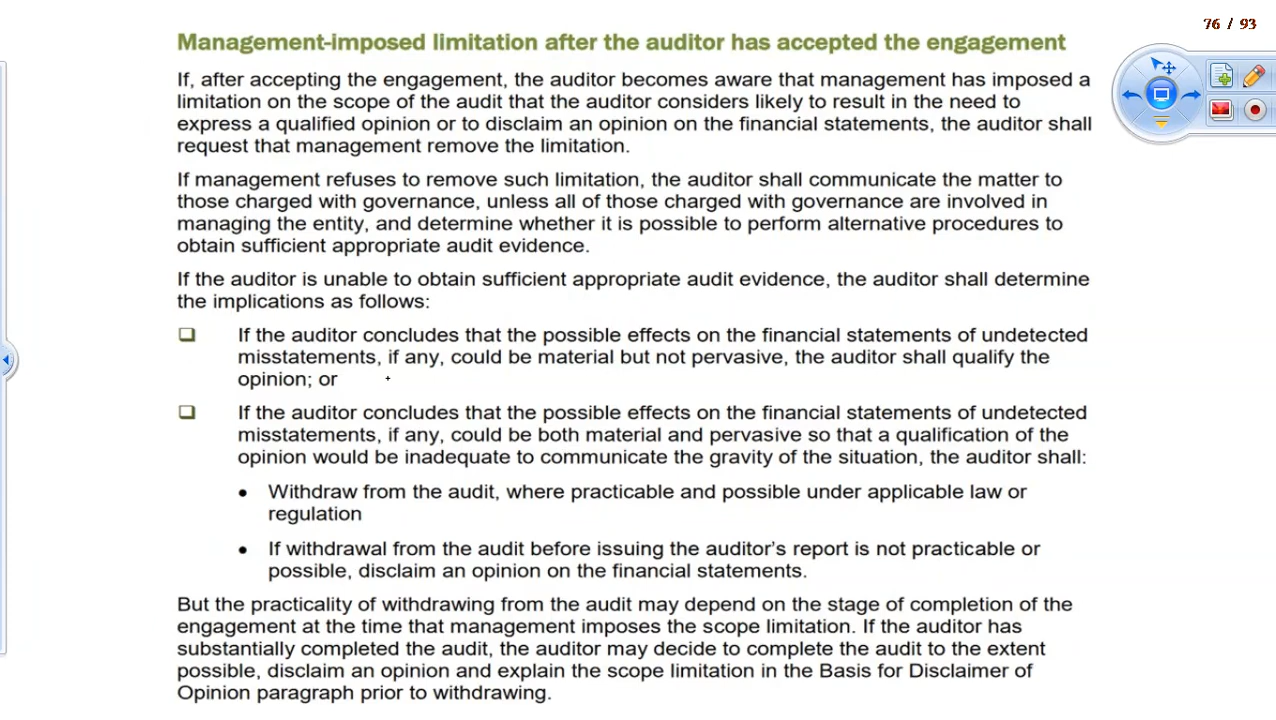 76 / 93
Management-imposed limitation after the auditor has accepted the engagement
If, after accepting the engagement, the auditor becomes aware that management has imposed a
limitation on the scope of the audit that the auditor considers likely to result in the need to
express a qualified opinion or to disclaim an opinion on the financial statements, the auditor shall
request that management remove the limitation.
If management refuses to remove such limitation, the auditor shall communicate the matter to
those charged with governance, unless all of those charged with governance are involved in
managing the entity, and determine whether it is possible to perform alternative procedures to
obtain sufficient appropriate audit evidence.
If the auditor is unable to obtain sufficient appropriate audit evidence, the auditor shall determine
the implications as follows:
❑ If the auditor concludes that the possible effects on the financial statements of undetected
misstatements, if any, could be material but not pervasive, the auditor shall qualify the
opinion; or
❑ If the auditor concludes that the possible effects on the financial statements of undetected
misstatements, if any, could be both material and pervasive so that a qualification of the
opinion would be inadequate to communicate the gravity of the situation, the auditor shall:
• Withdraw from the audit, where practicable and possible under applicable law or
regulation
• If withdrawal from the audit before issuing the auditor's report is not practicable or
possible, disclaim an opinion on the financial statements.
But the practicality of withdrawing from the audit may depend on the stage of completion of the
engagement at the time that management imposes the scope limitation. If the auditor has
substantially completed the audit, the auditor may decide to complete the audit to the extent
possible, disclaim an opinion and explain the scope limitation in the Basis for Disclaimer of
Opinion paragraph prior to withdrawing.